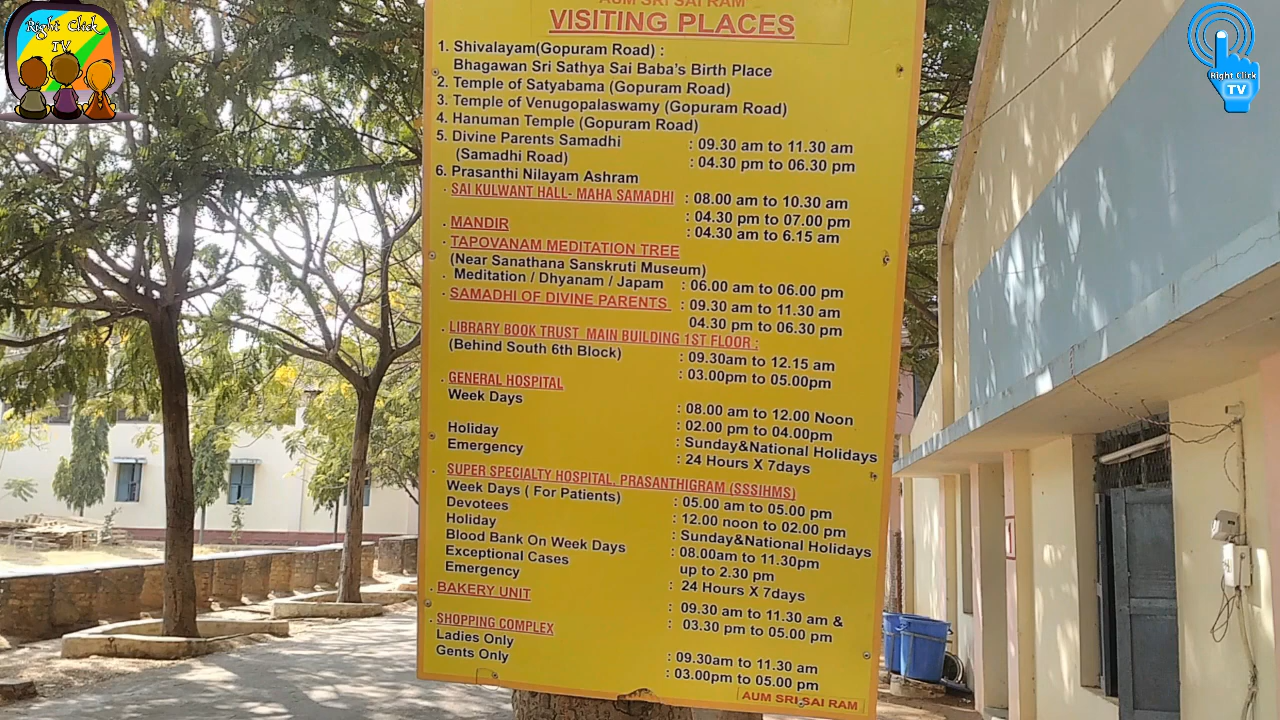 Right Click
TV
Right Click
TV
AUM SRI SAI RAM
VISITING PLACES
1. Shivalayam(Gopuram Road) :
Bhagawan Sri Sathya Sai Baba's Birth Place
2. Temple of Satyabama (Gopuram Road)
3. Temple of Venugopalaswamy (Gopuram Road)
4. Hanuman Temple (Gopuram Road)
5. Divine Parents Samadhi : 09.30 am to 11.30 am
(Samadhi Road) : 04.30 pm to 06.30 pm
6. Prasanthi Nilayam Ashram
. SAI KULWANT HALL- MAHA SAMADHI : 08.00 am to 10.30 am
: 04.30 pm to 07.00 pm
. MANDIR : 04.30 am to 6.15 am
. TAPOVANAM MEDITATION TREE
(Near Sanathana Sanskruti Museum)
. Meditation / Dhyanam / Japam : 06.00 am to 06.00 pm
. SAMADHI OF DIVINE PARENTS : 09.30 am to 11.30 am
04.30 pm to 06.30 pm
. LIBRARY BOOK TRUST MAIN BUILDING 1ST FLOOR :
(Behind South 6th Block) : 09.30am to 12.15 am
: 03.00pm to 05.00pm
. GENERAL HOSPITAL
Week Days : 08.00 am to 12.00 Noon
: 02.00 pm to 04.00pm
Holiday : Sunday&National Holidays
Emergency : 24 Hours X 7days
. SUPER SPECIALTY HOSPITAL, PRASANTHIGRAM (SSSIHMS)
Week Days ( For Patients) : 05.00 am to 05.00 pm
Devotees : 12.00 noon to 02.00 pm
Holiday : Sunday&National Holidays
Blood Bank On Week Days : 08.00am to 11.30pm
Exceptional Cases up to 2.30 pm
Emergency : 24 Hours X 7days
. BAKERY UNIT : 09.30 am to 11.30 am &
: 03.30 pm to 05.00 pm
. SHOPPING COMPLEX
Ladies Only : 09.30am to 11.30 am
Gents Only : 03.00pm to 05.00 pm
AUM SRI SAI RAM